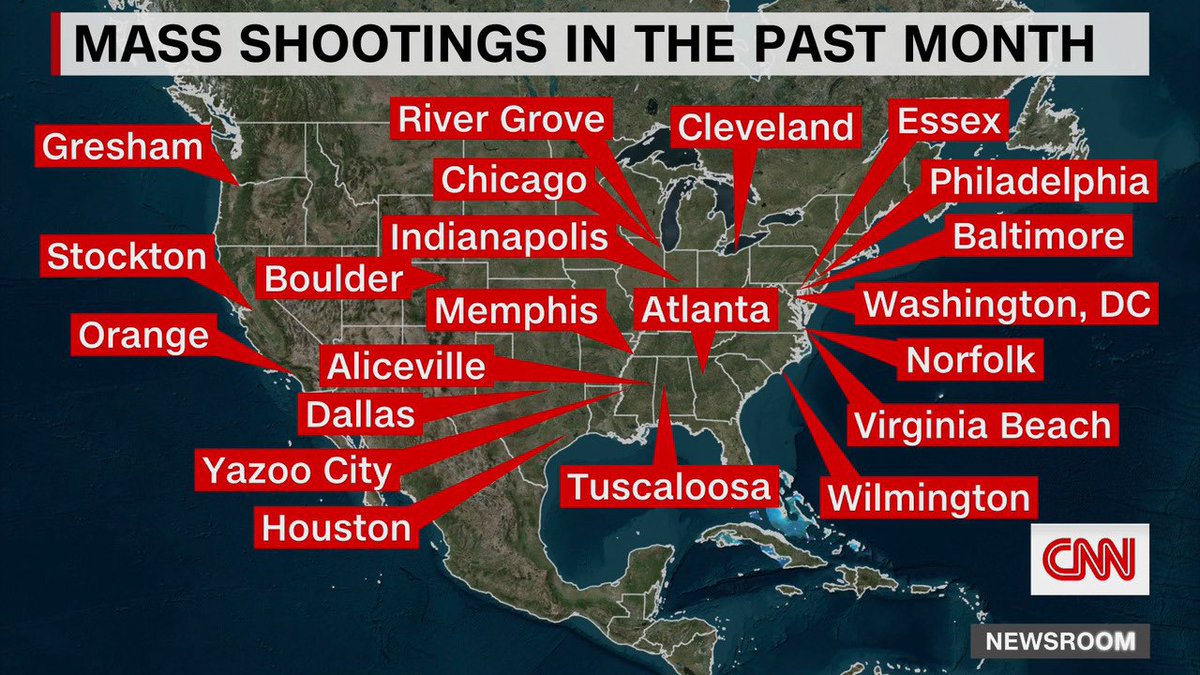 MASS SHOOTINGS IN THE PAST MONTH
River Grove
Cleveland
Essex
Gresham
Chicago
Philadelphia
Indianapolis
Baltimore
Stockton
Boulder
Memphis
Atlanta
Washington, DC
Orange
Aliceville
Norfolk
Dallas
Virginia Beach
Yazoo City
Tuscaloosa
Wilmington
Houston
CNN
NEWSROOM